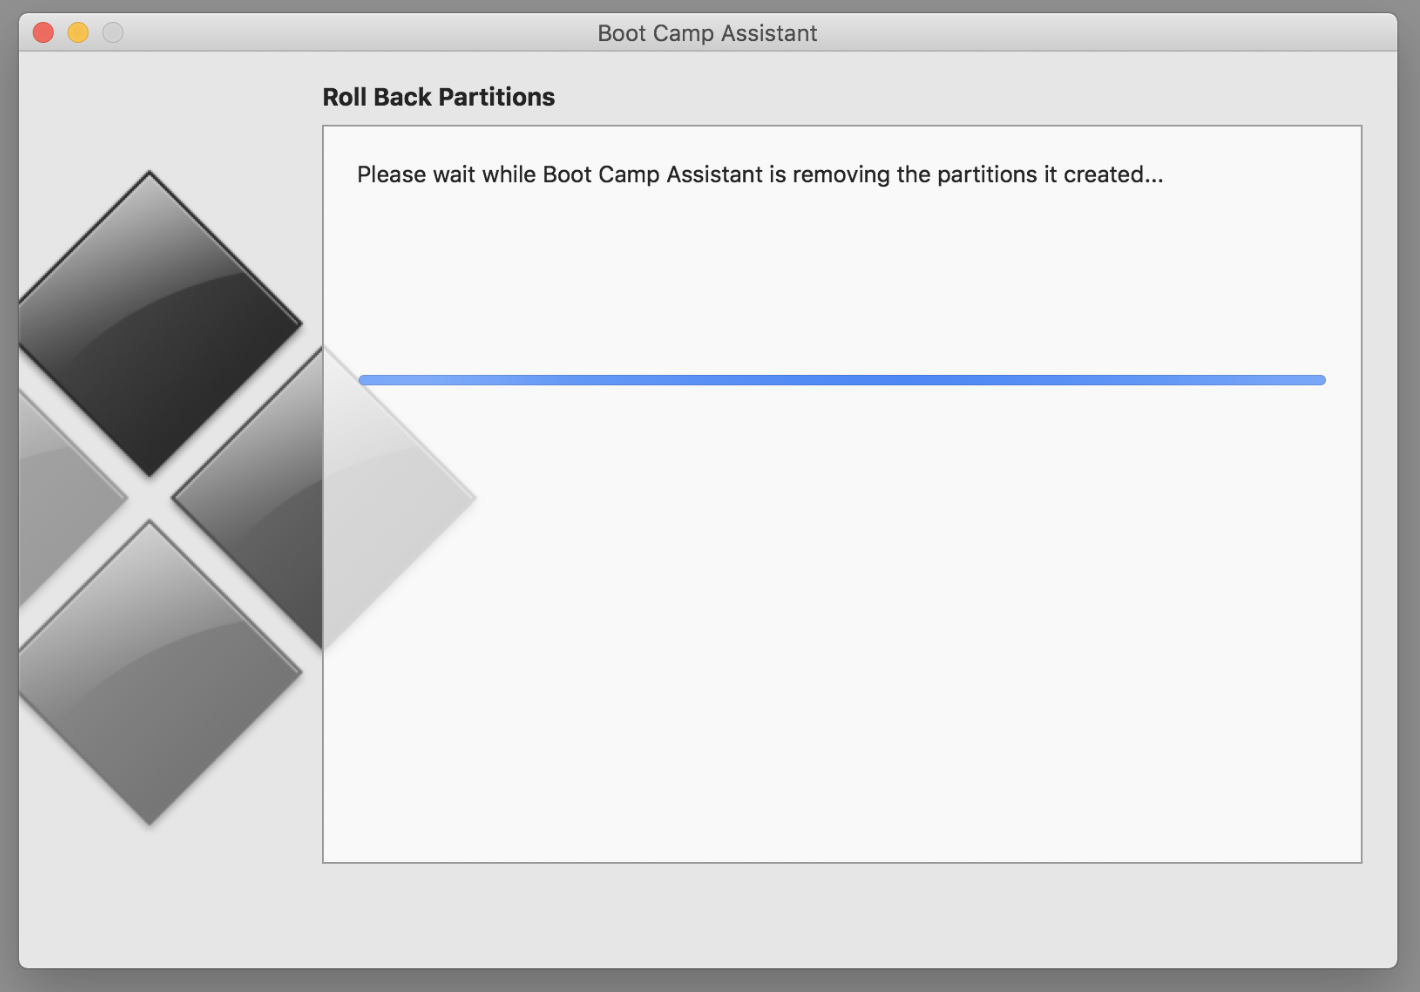 Boot Camp Assistant
Roll Back Partitions
Please wait while Boot Camp Assistant is removing the partitions it created...